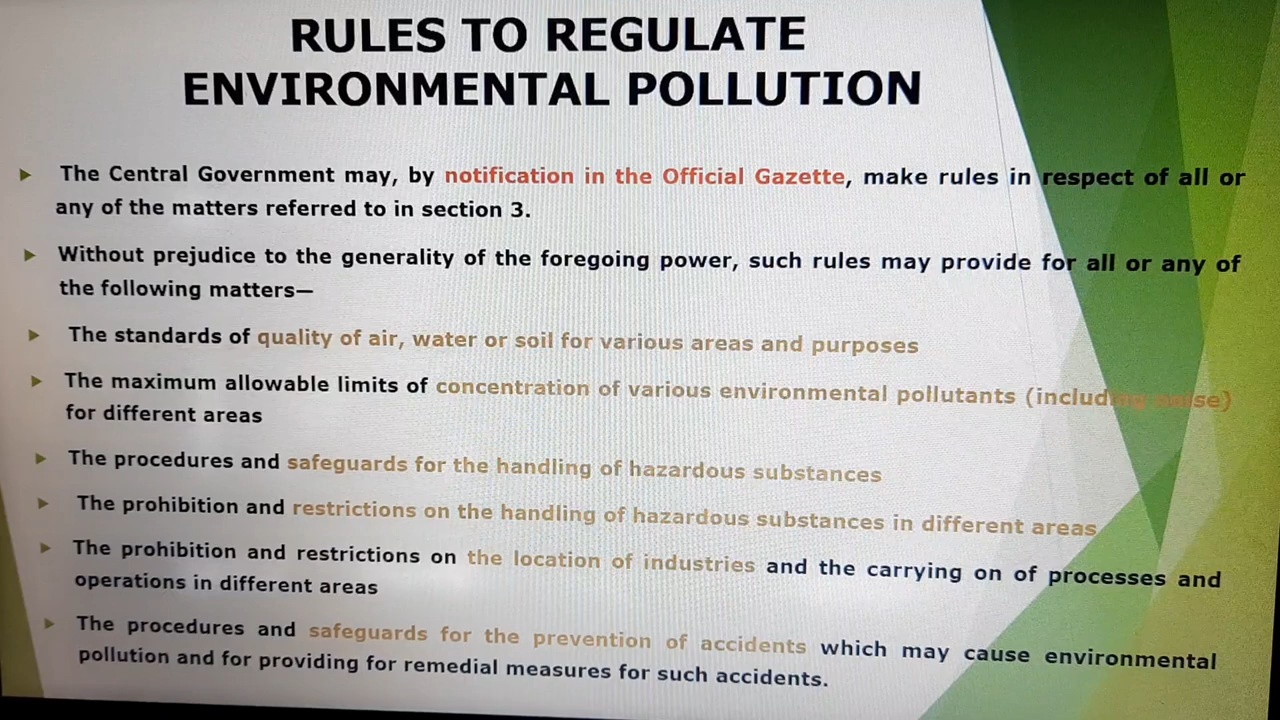 RULES TO REGULATE
ENVIRONMENTAL POLLUTION
The Central Government may, by notification in the Official Gazette, make rules in respect of all or
any of the matters referred to in section 3.
Without prejudice to the generality of the foregoing power, such rules may provide for all or any of
the following matters—
The standards of quality of air, water or soil for various areas and purposes
The maximum allowable limits of concentration of various environmental pollutants (including noise)
for different areas
The procedures and safeguards for the handling of hazardous substances
The prohibition and restrictions on the handling of hazardous substances in different areas
The prohibition and restrictions on the location of industries and the carrying on of processes and
operations in different areas
The procedures and safeguards for the prevention of accidents which may cause environmental
pollution and for providing for remedial measures for such accidents.